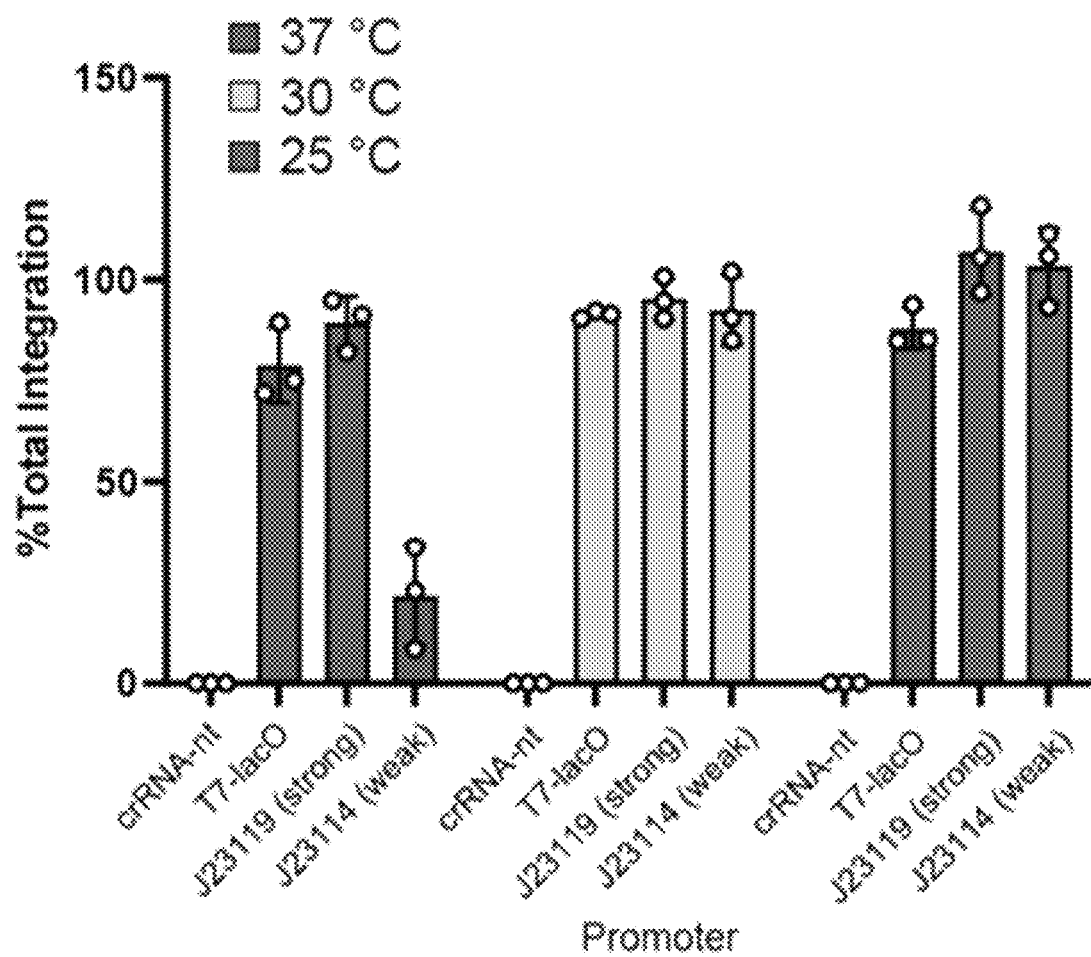 37 °C
30 °C
25 °C
%Total Integration
150
100
50
0
crRNA-nt
T7-lacO
J23119 (strong)
J23114 (weak)
crRNA-nt
T7-lacO
J23119 (strong)
J23114 (weak)
crRNA-nt
T7-lacO
J23119 (strong)
J23114 (weak)
Promoter